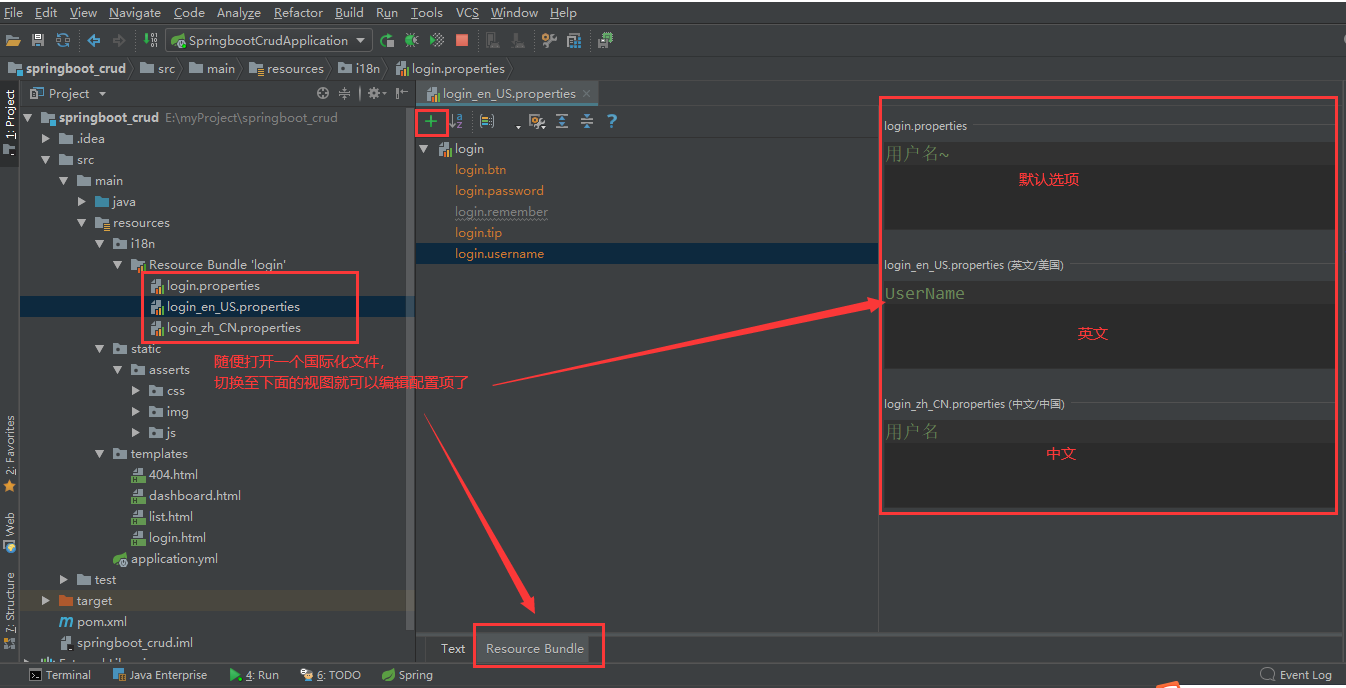 File Edit View Navigate Code Analyze Refactor Build Run Tools VCS Window Help
SpringbootCrudApplication
springboot_crud src main resources i18n login.properties
Project
login_en_US.properties
1: Project
springboot_crud E:\myProject\springboot_crud
.idea
src
main
java
resources
i18n
Resource Bundle 'login'
login.properties
login_en_US.properties
login_zh_CN.properties
static
随便打开一个国际化文件,
切换至下面的视图就可以编辑配置项了
asserts
css
img
js
templates
404.html
dashboard.html
list.html
login.html
application.yml
test
target
pom.xml
springboot_crud.iml
2: Favorites
Web
7: Structure
login
login.btn
login.password
login.remember
login.tip
login.username
login.properties
用户名~
默认选项
login_en_US.properties (英文/美国)
UserName
英文
login_zh_CN.properties (中文/中国)
用户名
中文
Text Resource Bundle
Terminal Java Enterprise 4: Run 6: TODO Spring Event Log